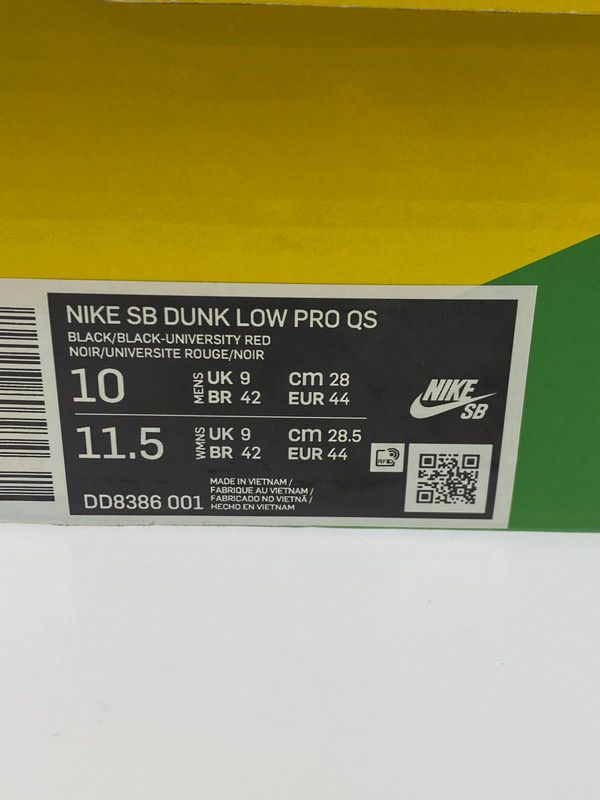 NIKE SB DUNK LOW PRO QS
BLACK/BLACK-UNIVERSITY RED
NOIR/UNIVERSITE ROUGE/NOIR
10 MENS UK 9 cm 28
BR 42 EUR 44
11.5 WMNS UK 9 cm 28.5
BR 42 EUR 44
NIKE
SB
RFID
DD8386 001
MADE IN VIETNAM /
FABRIQUE AU VIETNAM /
FABRICADO NO VIETNÃ /
HECHO EN VIETNAM